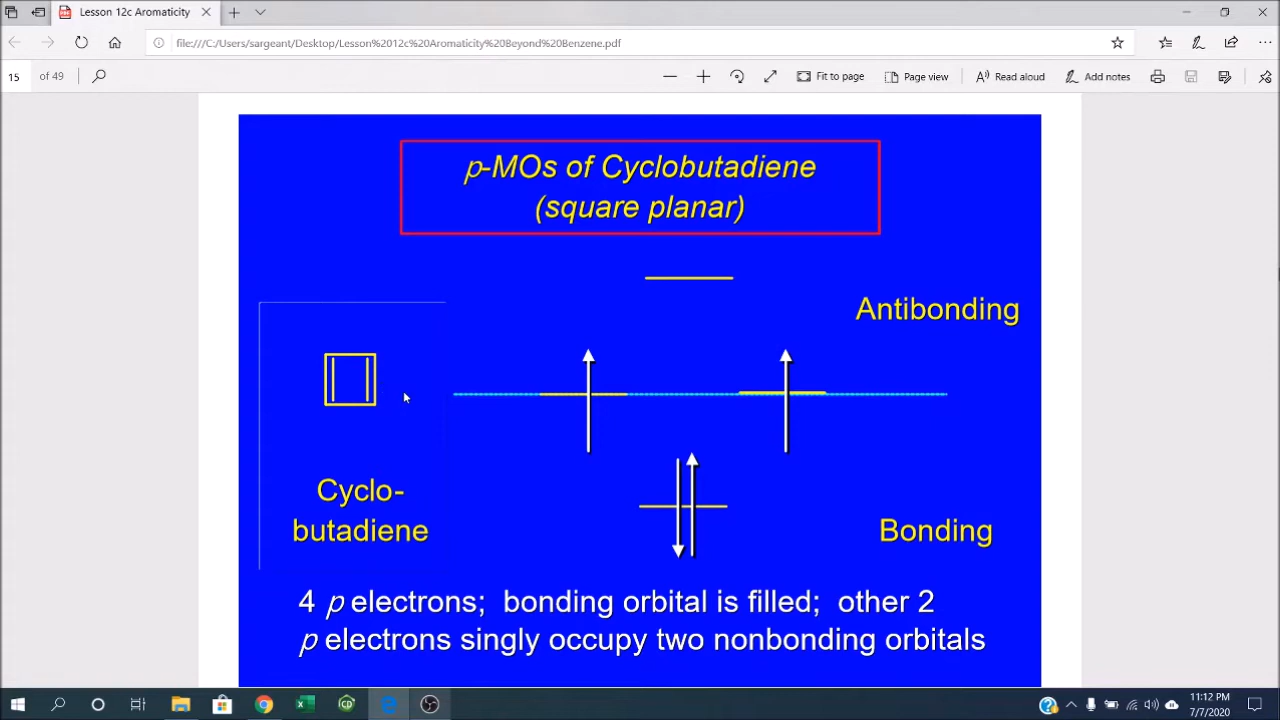 Lesson 12c Aromaticity
file:///C:/Users/sargeant/Desktop/Lesson%2012c%20Aromaticity%20Beyond%20Benzene.pdf
15 of 49
Fit to page
Page view
Read aloud
Add notes
p-MOs of Cyclobutadiene
(square planar)
Antibonding
Cyclo-
butadiene
Bonding
4 p electrons; bonding orbital is filled; other 2
p electrons singly occupy two nonbonding orbitals
11:12 PM
7/7/2020